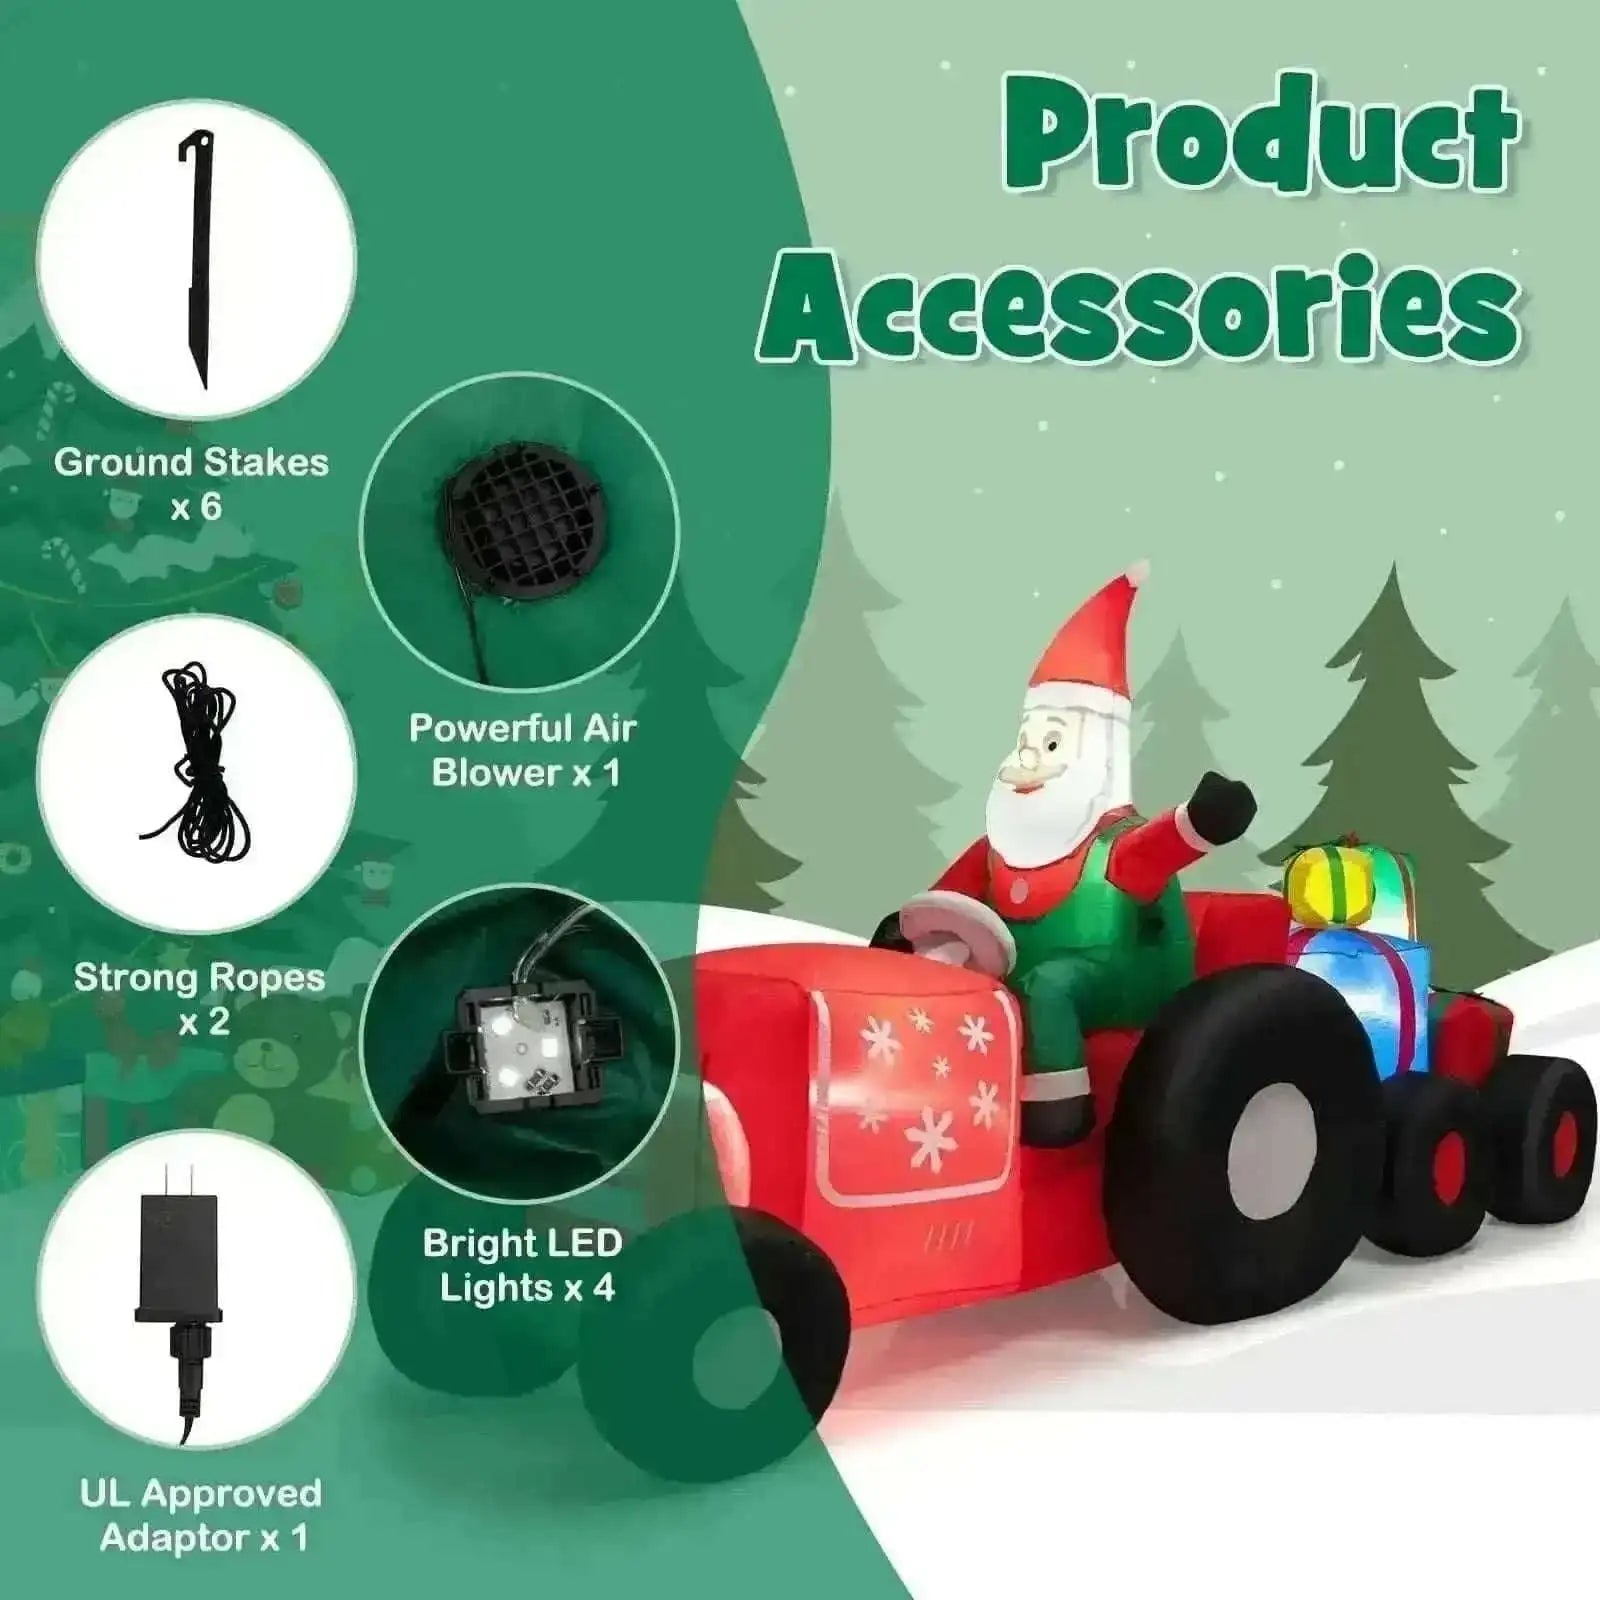 Product
Accessories
Ground Stakes
x 6
Powerful Air
Blower x 1
Strong Ropes
x 2
Bright LED
Lights x 4
UL Approved
Adaptor x 1